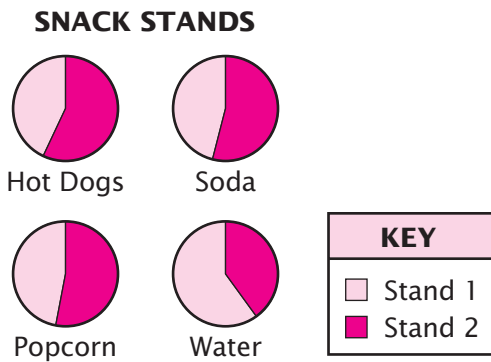 SNACK STANDS
Hot Dogs
Soda
Popcorn
Water
KEY
Stand 1
Stand 2